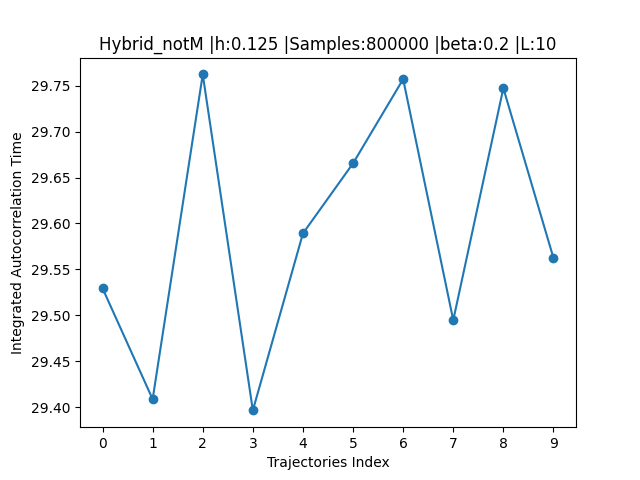 Hybrid_notM |h:0.125 |Samples:800000 |beta:0.2 |L:10
Integrated Autocorrelation Time
29.75
29.70
29.65
29.60
29.55
29.50
29.45
29.40
0 1 2 3 4 5 6 7 8 9
Trajectories Index